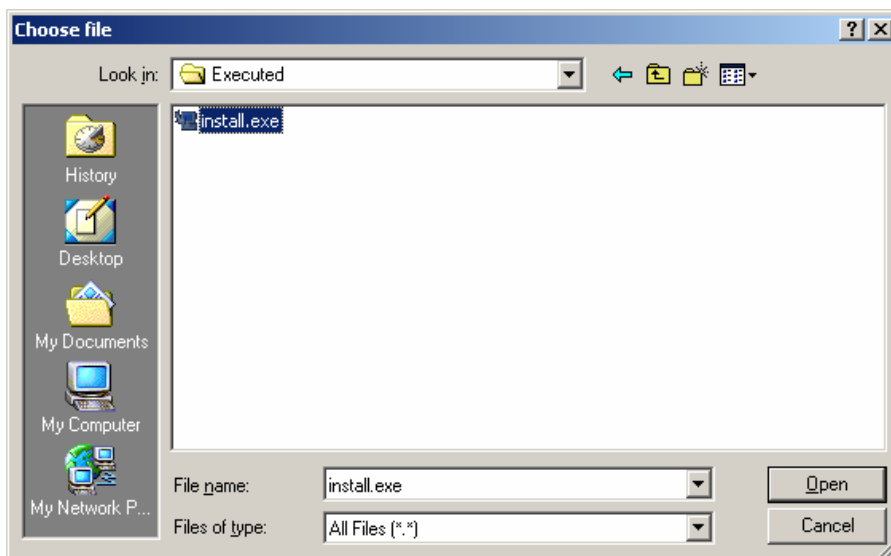 Choose file
Look in: Executed
install.exe
History
Desktop
My Documents
My Computer
My Network P...
File name: install.exe Open
Files of type: All Files (*.*) Cancel